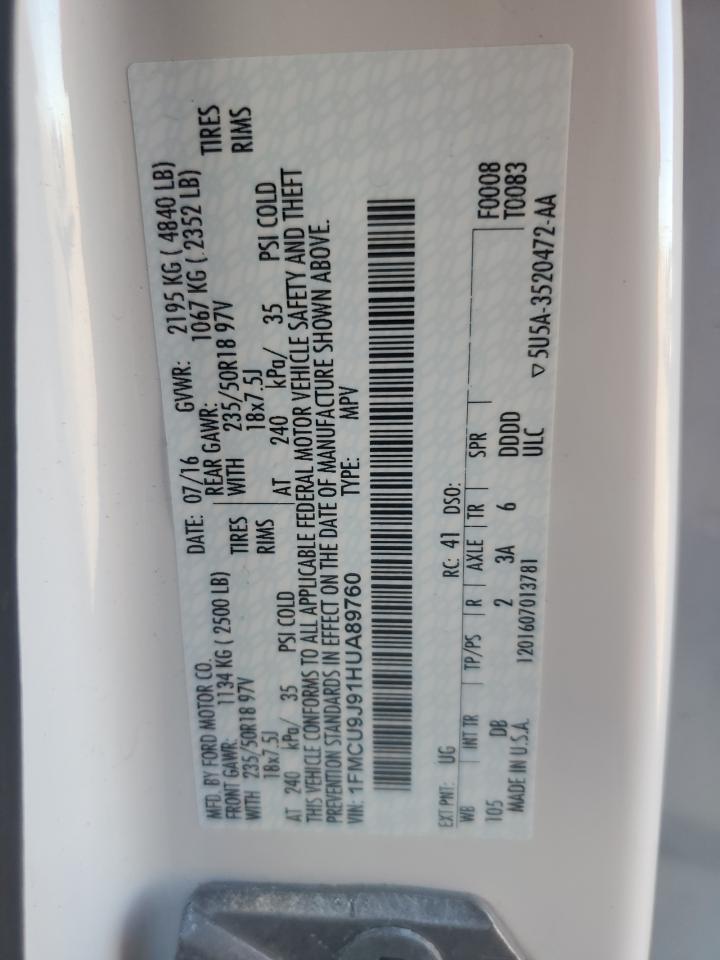 MFD. BY FORD MOTOR CO. DATE: 07/16 GVWR: 2195 KG ( 4840 LB)
FRONT GAWR: 1134 KG ( 2500 LB) REAR GAWR: 1067 KG ( 2352 LB)
WITH 235/50R18 97V TIRES WITH 235/50R18 97V TIRES
18x7.5J RIMS 18x7.5J RIMS
AT 240 kPa/ 35 PSI COLD AT 240 kPa/ 35 PSI COLD
THIS VEHICLE CONFORMS TO ALL APPLICABLE FEDERAL MOTOR VEHICLE SAFETY AND THEFT
PREVENTION STANDARDS IN EFFECT ON THE DATE OF MANUFACTURE SHOWN ABOVE.
VIN: 1FMCU9J91HUA89760 TYPE: MPV
EXT PNT: UG RC: 41 DSO:
WB INT TR TP/PS R AXLE TR SPR F0008
105 DB 2 3A 6 DDDD T0083
MADE IN U.S.A. 1201607013781 ULC ▽5U5A-3520472-AA